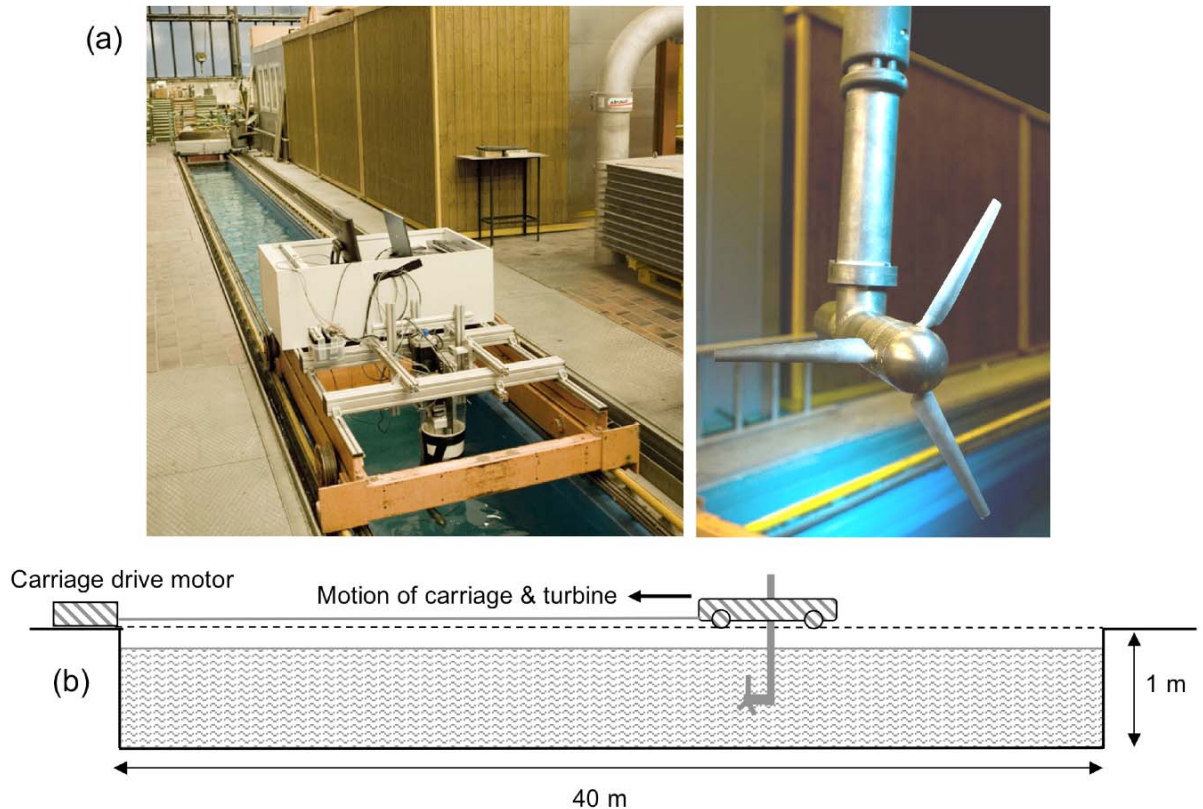 (a)
Carriage drive motor
Motion of carriage & turbine
(b)
1 m
40 m